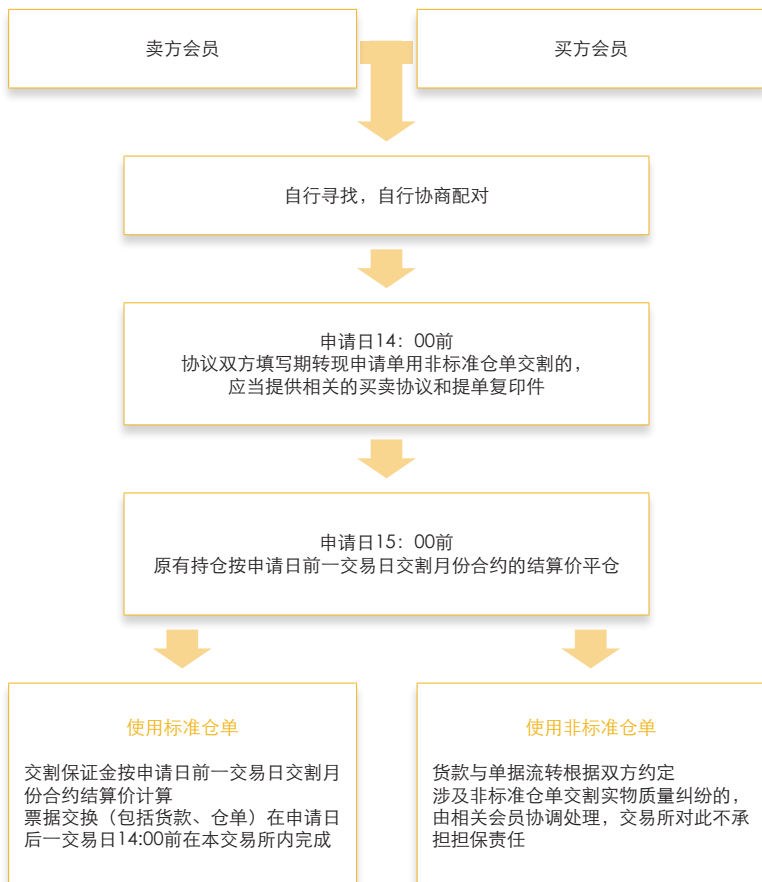 卖方会员
买方会员
自行寻找，自行协商配对
申请日14：00前
协议双方填写期转现申请单用非标准仓单交割的，
应当提供相关的买卖协议和提单复印件
申请日15：00前
原有持仓按申请日前一交易日交割月份合约的结算价平仓
使用标准仓单
交割保证金按申请日前一交易日交割月
份合约结算价计算
票据交换（包括货款、仓单）在申请日
后一交易日14:00前在本交易所内完成
使用非标准仓单
货款与单据流转根据双方约定
涉及非标准仓单交割实物质量纠纷的，
由相关会员协调处理，交易所对此不承
担担保责任